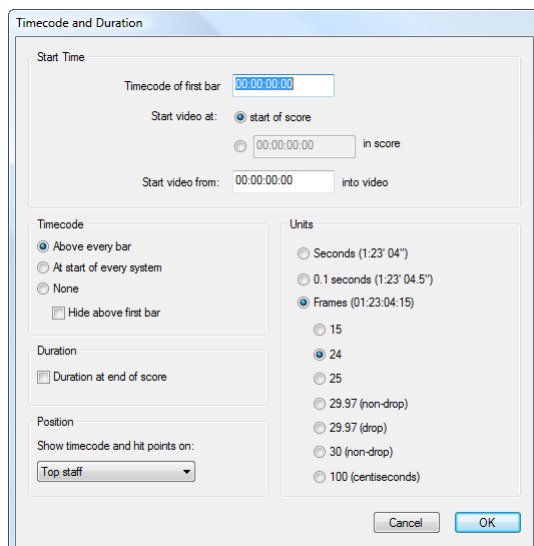 Timecode and Duration
Start Time
Timecode of first bar 00:00:00:00
Start video at: start of score
00:00:00:00 in score
Start video from: 00:00:00:00 into video
Timecode
Above every bar
At start of every system
None
Hide above first bar
Duration
Duration at end of score
Position
Show timecode and hit points on:
Top staff
Units
Seconds (1:23' 04")
0.1 seconds (1:23' 04.5")
Frames (01:23:04:15)
15
24
25
29.97 (non-drop)
29.97 (drop)
30 (non-drop)
100 (centiseconds)
Cancel OK